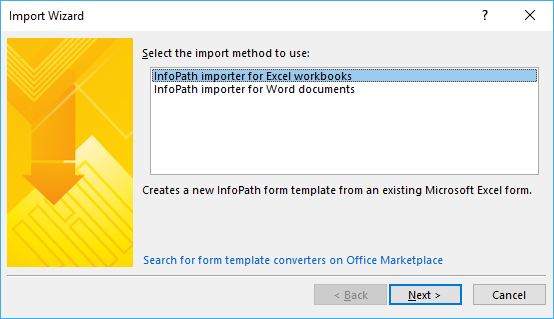 Import Wizard
?
Select the import method to use:
InfoPath importer for Excel workbooks
InfoPath importer for Word documents
Creates a new InfoPath form template from an existing Microsoft Excel form.
Search for form template converters on Office Marketplace
< Back Next > Cancel